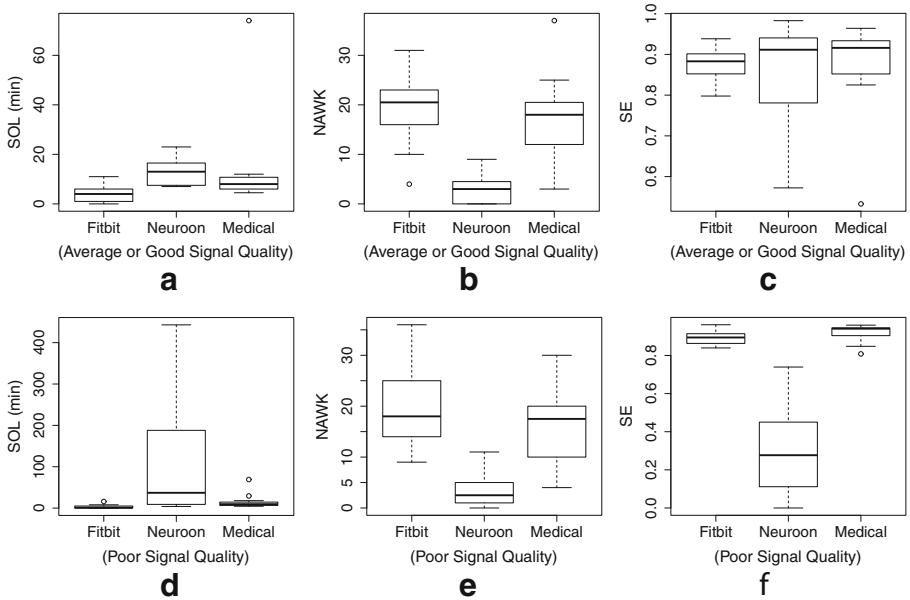 SOL (min)
0 20 40 60
Fitbit Neuroon Medical
(Average or Good Signal Quality)
a
NAWK
0 10 20 30
Fitbit Neuroon Medical
(Average or Good Signal Quality)
b
SE
0.6 0.7 0.8 0.9 1.0
Fitbit Neuroon Medical
(Average or Good Signal Quality)
c
SOL (min)
0 100 200 300 400
Fitbit Neuroon Medical
(Poor Signal Quality)
d
NAWK
0 5 10 20 30
Fitbit Neuroon Medical
(Poor Signal Quality)
e
SE
0.0 0.2 0.4 0.6 0.8
Fitbit Neuroon Medical
(Poor Signal Quality)
f